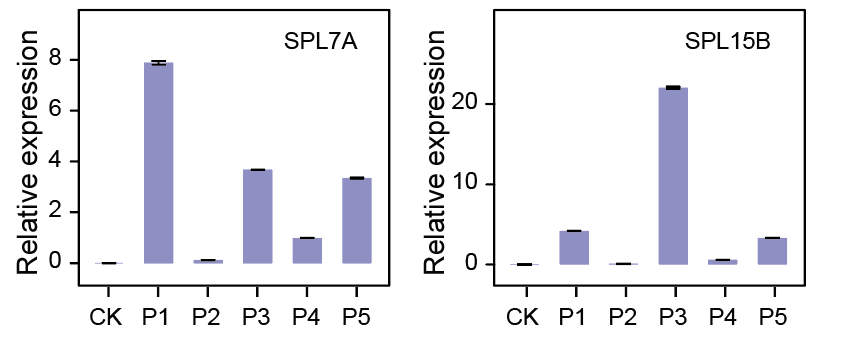 SPL7A
Relative expression
8
6
4
2
0
CK P1 P2 P3 P4 P5
SPL15B
Relative expression
20
10
0
CK P1 P2 P3 P4 P5